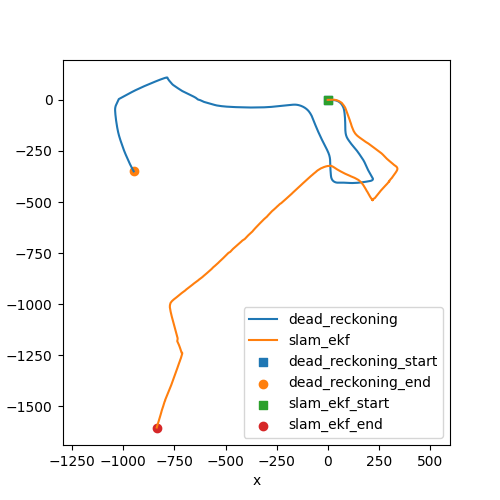 0
−250
−500
−750
−1000
−1250
−1500
dead_reckoning
slam_ekf
dead_reckoning_start
dead_reckoning_end
slam_ekf_start
slam_ekf_end
−1250 −1000 −750 −500 −250 0 250 500
x